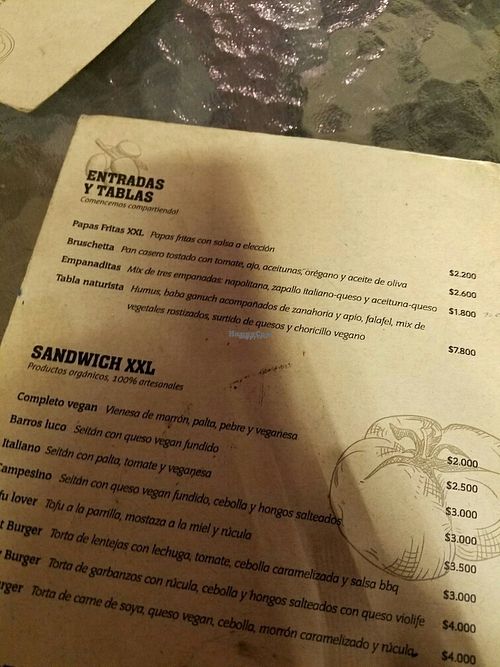 ENTRADAS
Y TABLAS
Comencemos compartiendo!
Papas Fritas XXL Papas fritas con salsa a elección $2.200
Bruschetta Pan casero tostado con tomate, ajo, aceitunas, orégano y aceite de oliva $2.600
Empanaditas Mix de tres empanadas: napolitana, zapallo italiano-queso y aceituna-queso $1.800
Tabla naturista Humus, baba ganuch acompañados de zanahoria y apio, falafel, mix de
vegetales rostizados, surtido de quesos y choricillo vegano $7.800
SANDWICH XXL
Productos orgánicos, 100% artesanales
Completo vegan Vienesa de marrón, palta, pebre y veganesa $2.000
Barros luco Seitán con queso vegan fundido $2.500
Italiano Seitán con palta, tomate y veganesa $3.000
Campesino Seitán con queso vegan fundido, cebolla y hongos salteados $3.000
fu lover Tofu a la parrilla, mostaza a la miel y rúcula $3.500
t Burger Torta de lentejas con lechuga, tomate, cebolla caramelizada y salsa bbq $3.000
Burger Torta de garbanzos con rúcula, cebolla y hongos salteados con queso violife $4.000
urger Torta de carne de soya, queso vegan, cebolla, morrón caramelizado y rúcula $4.000